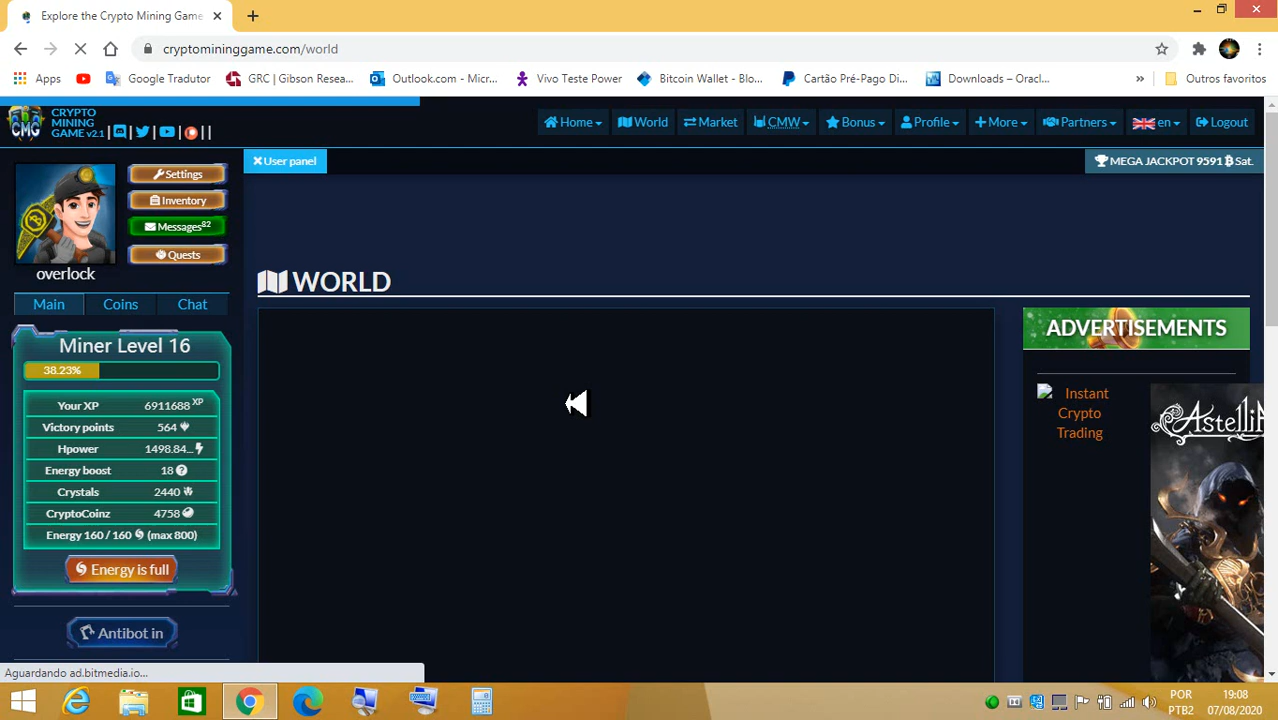 Explore the Crypto Mining Game
cryptomininggame.com/world
Apps
Google Tradutor
GRC | Gibson Resea...
Outlook.com - Micr...
Vivo Teste Power
Bitcoin Wallet - Blo...
Cartão Pré-Pago Di...
Downloads – Oracl...
»
Outros favoritos
CRYPTO
MINING
GAME v2.1
CMG
Home
World
Market
CMW
Bonus
Profile
More
Partners
en
Logout
User panel
MEGA JACKPOT 9591 Sat.
Settings
Inventory
Messages 82
Quests
overlock
Main Coins Chat
WORLD
Miner Level 16
38.23%
Your XP 6911688 XP
Victory points 564
Hpower 1498.84...
Energy boost 18
Crystals 2440
CryptoCoinz 4758
Energy 160 / 160 (max 800)
Energy is full
Antibot in
ADVERTISEMENTS
Instant
Crypto
Trading
Aguardando ad.bitmedia.io...
POR
PTB2
19:08
07/08/2020